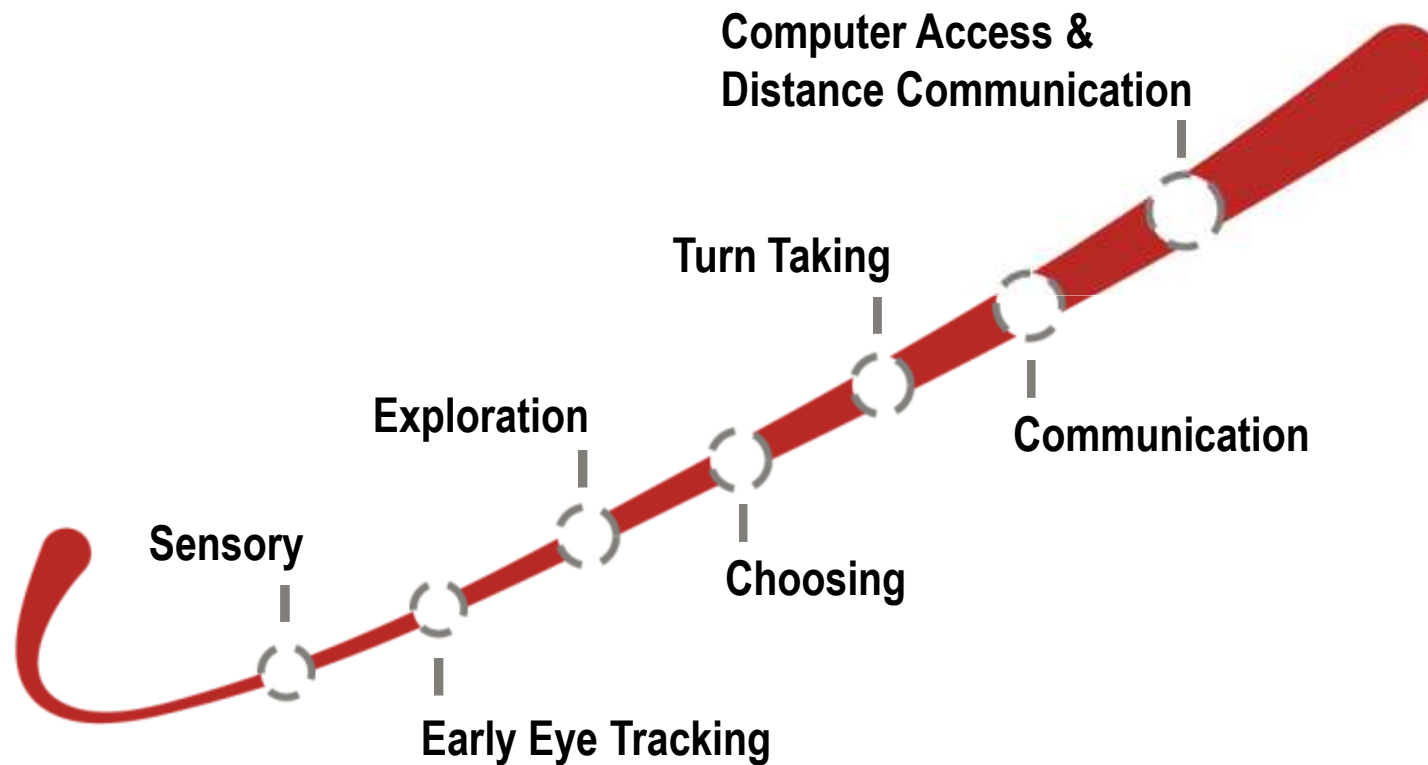 Computer Access &
Distance Communication
Turn Taking
Exploration
Communication
Sensory
Choosing
Early Eye Tracking